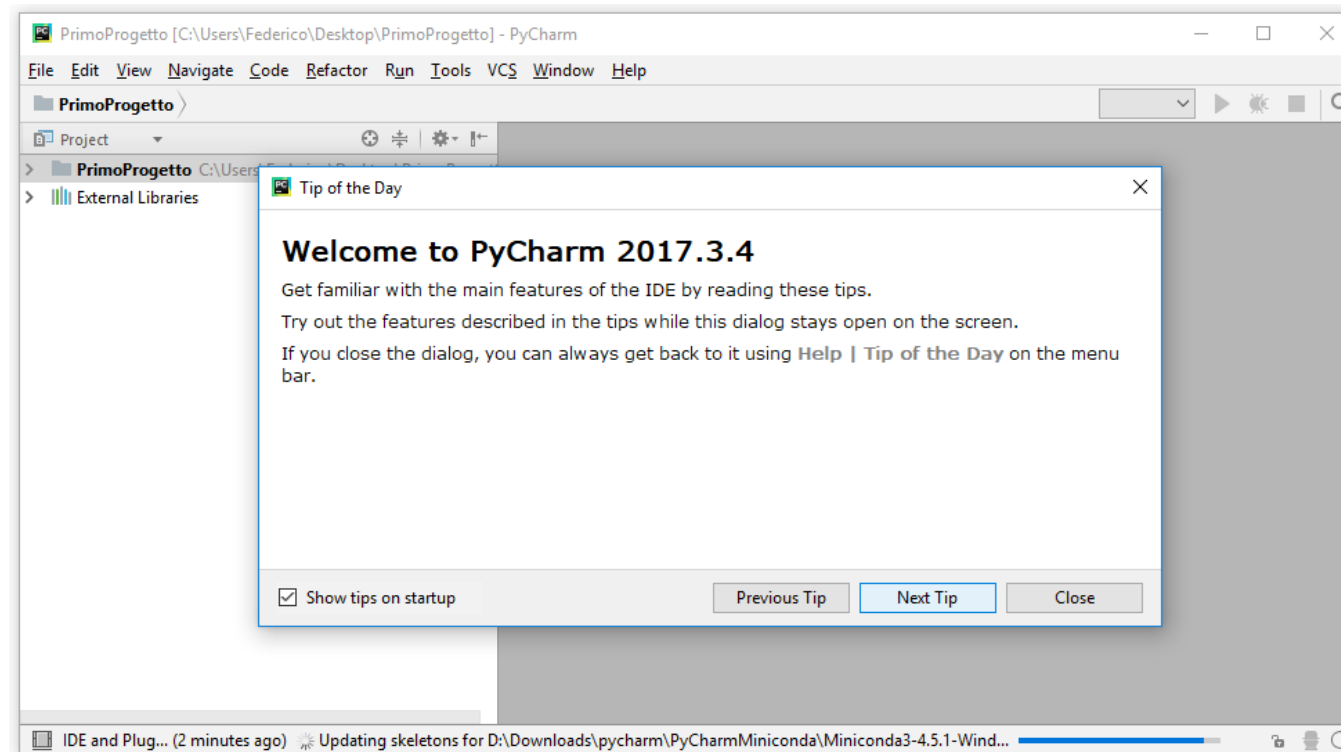 PrimoProgetto [C:\Users\Federico\Desktop\PrimoProgetto] - PyCharm
File Edit View Navigate Code Refactor Run Tools VCS Window Help
PrimoProgetto
Project
PrimoProgetto C:\Users
External Libraries
Tip of the Day
Welcome to PyCharm 2017.3.4
Get familiar with the main features of the IDE by reading these tips.
Try out the features described in the tips while this dialog stays open on the screen.
If you close the dialog, you can always get back to it using Help | Tip of the Day on the menu
bar.
Show tips on startup
Previous Tip
Next Tip
Close
IDE and Plug... (2 minutes ago) Updating skeletons for D:\Downloads\pycharm\PyCharmMiniconda\Miniconda3-4.5.1-Wind...